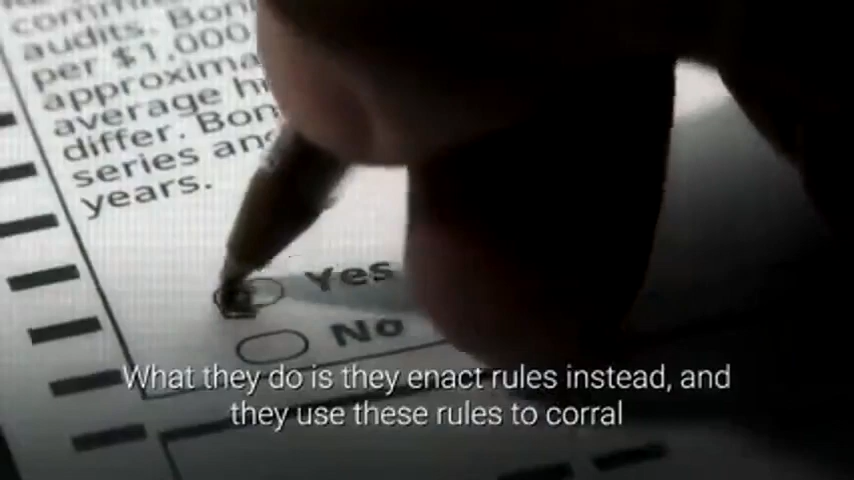 audits. Bon
per $1,000
approxima
average h
differ. Bon
series and
years.
Yes
No
What they do is they enact rules instead, and
they use these rules to corral